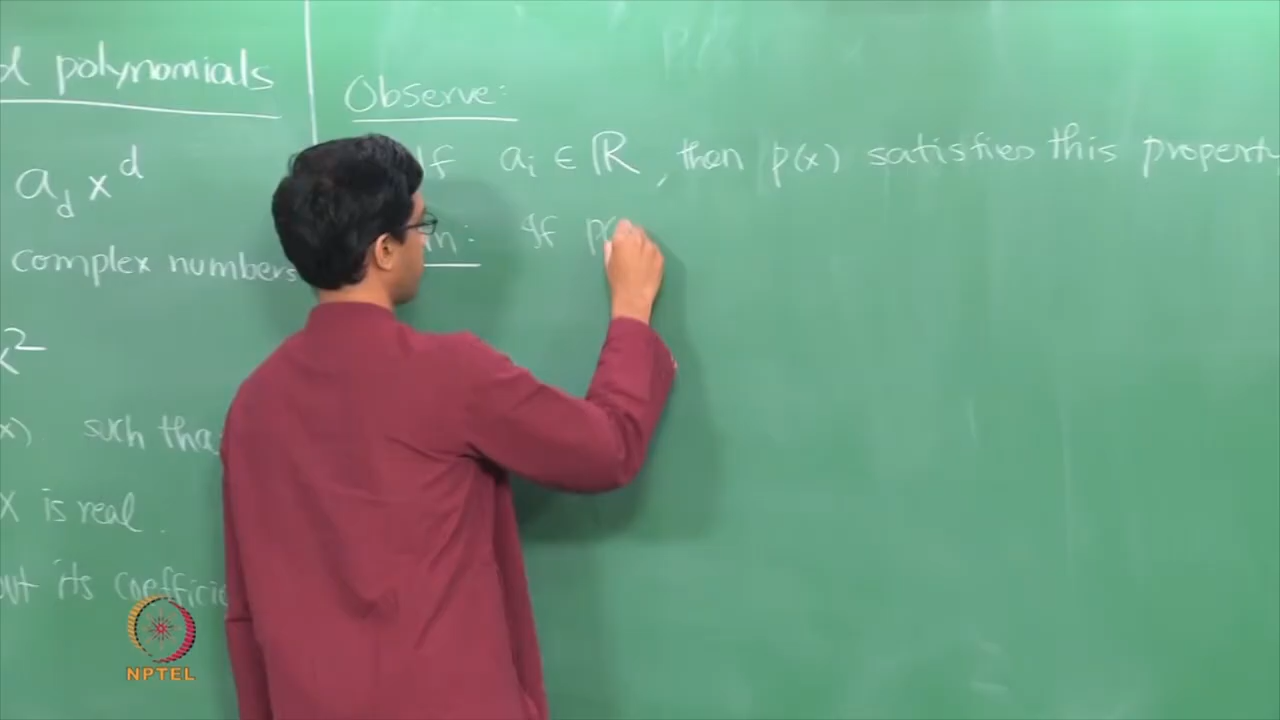 polynomials
a_d x^d
complex numbers
x^2
such tha
x is real.
out its coeffici
Observe:
If a_i ∈ ℝ, then p(x) satisfies this property
m: If p(
NPTEL